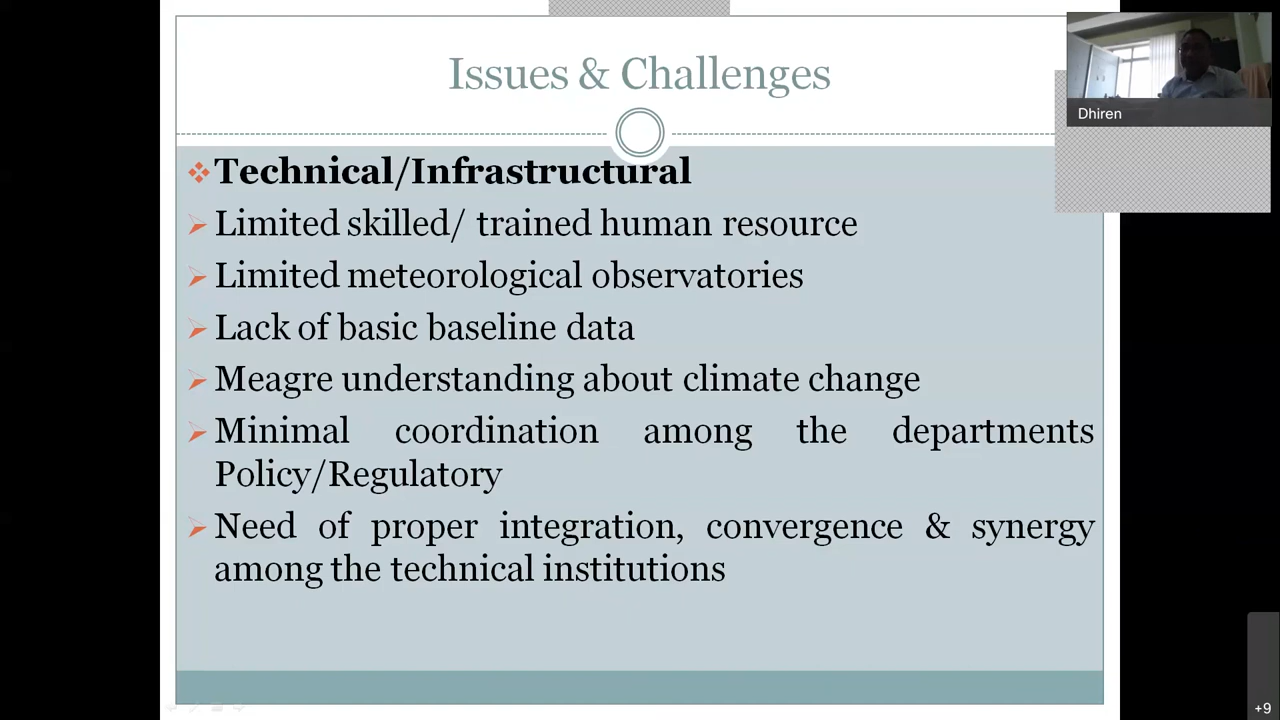 Issues & Challenges
Dhiren
Technical/Infrastructural
Limited skilled/ trained human resource
Limited meteorological observatories
Lack of basic baseline data
Meagre understanding about climate change
Minimal coordination among the departments
Policy/Regulatory
Need of proper integration, convergence & synergy
among the technical institutions
+9